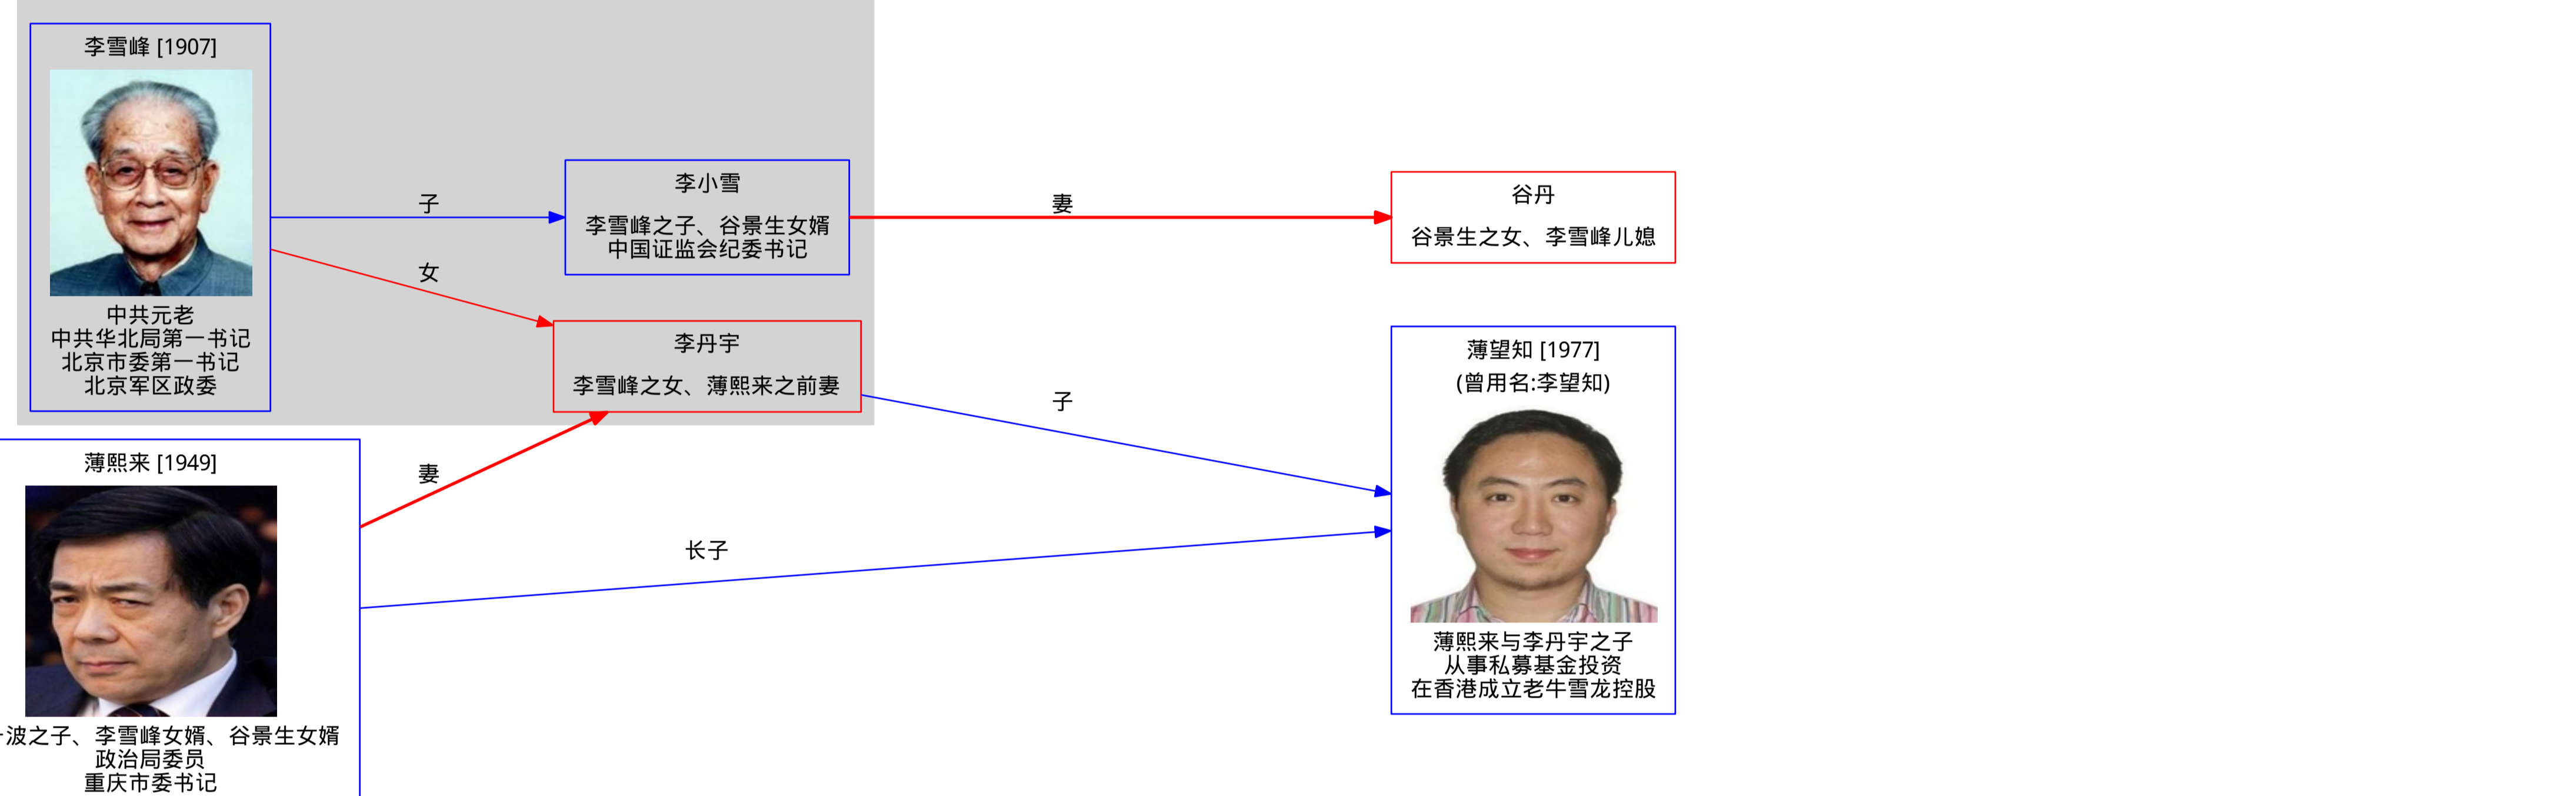 李雪峰 [1907]
中共元老
中共华北局第一书记
北京市委第一书记
北京军区政委
子
女
李小雪
李雪峰之子、谷景生女婿
中国证监会纪委书记
李丹宇
李雪峰之女、薄熙来之前妻
妻
谷丹
谷景生之女、李雪峰儿媳
薄熙来 [1949]
波之子、李雪峰女婿、谷景生女婿
政治局委员
重庆市委书记
妻
长子
子
薄望知 [1977]
(曾用名:李望知)
薄熙来与李丹宇之子
从事私募基金投资
在香港成立老牛雪龙控股